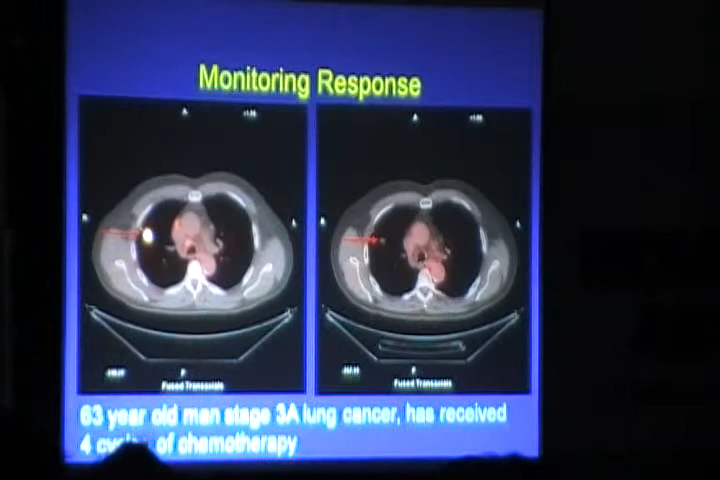 Monitoring Response
A
A
Fused Transaxials
Fused Transaxials
63 year old man stage 3A lung cancer, has received
4 of chemotherapy